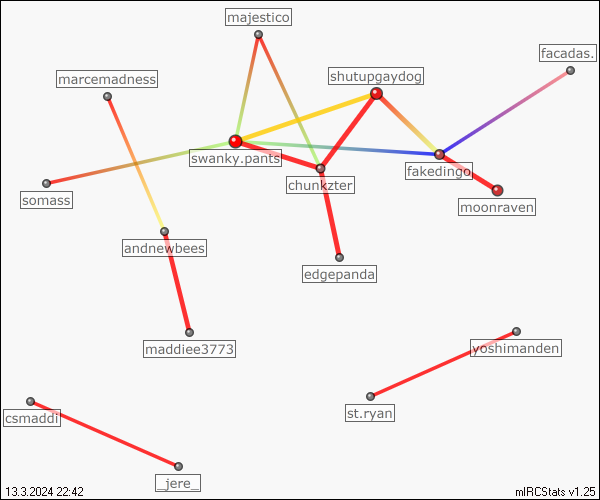 majestico
facadas.
marcemadness
shutupgaydog
swanky.pants
fakedingo
chunkzter
somass
moonraven
andnewbees
edgepanda
maddiee3773
yoshimanden
csmaddi
st.ryan
_jere_
13.3.2024 22:42
mIRCStats v1.25